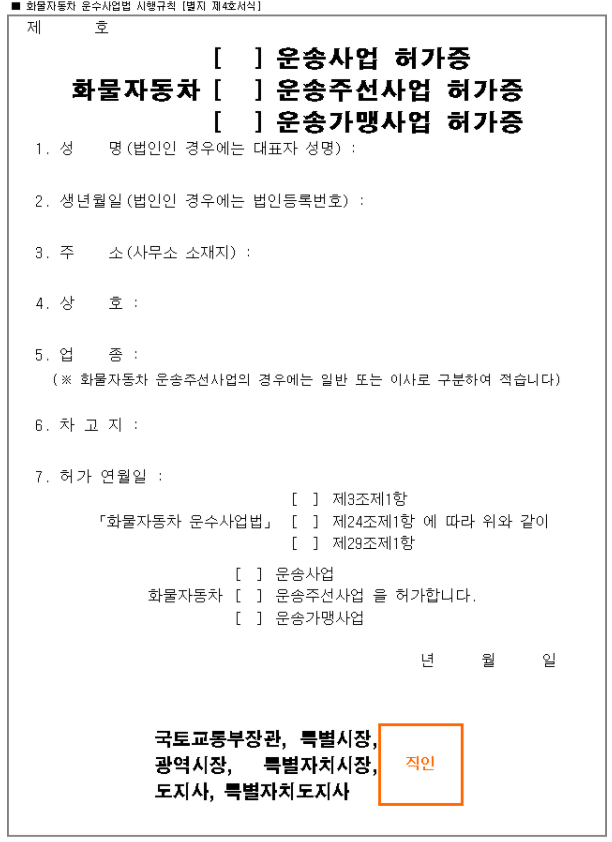 ■ 화물자동차 운수사업법 시행규칙 [별지 제4호서식]
제 호
[ ] 운송사업 허가증
화물자동차 [ ] 운송주선사업 허가증
[ ] 운송가맹사업 허가증
1. 성 명(법인인 경우에는 대표자 성명) :
2. 생년월일(법인인 경우에는 법인등록번호) :
3. 주 소(사무소 소재지) :
4. 상 호 :
5. 업 종 :
(※ 화물자동차 운송주선사업의 경우에는 일반 또는 이사로 구분하여 적습니다)
6. 차 고 지 :
7. 허가 연월일 :
[ ] 제3조제1항
「화물자동차 운수사업법」 [ ] 제24조제1항 에 따라 위와 같이
[ ] 제29조제1항
[ ] 운송사업
화물자동차 [ ] 운송주선사업 을 허가합니다.
[ ] 운송가맹사업
년 월 일
국토교통부장관, 특별시장,
광역시장, 특별자치시장,
도지사, 특별자치도지사
직인